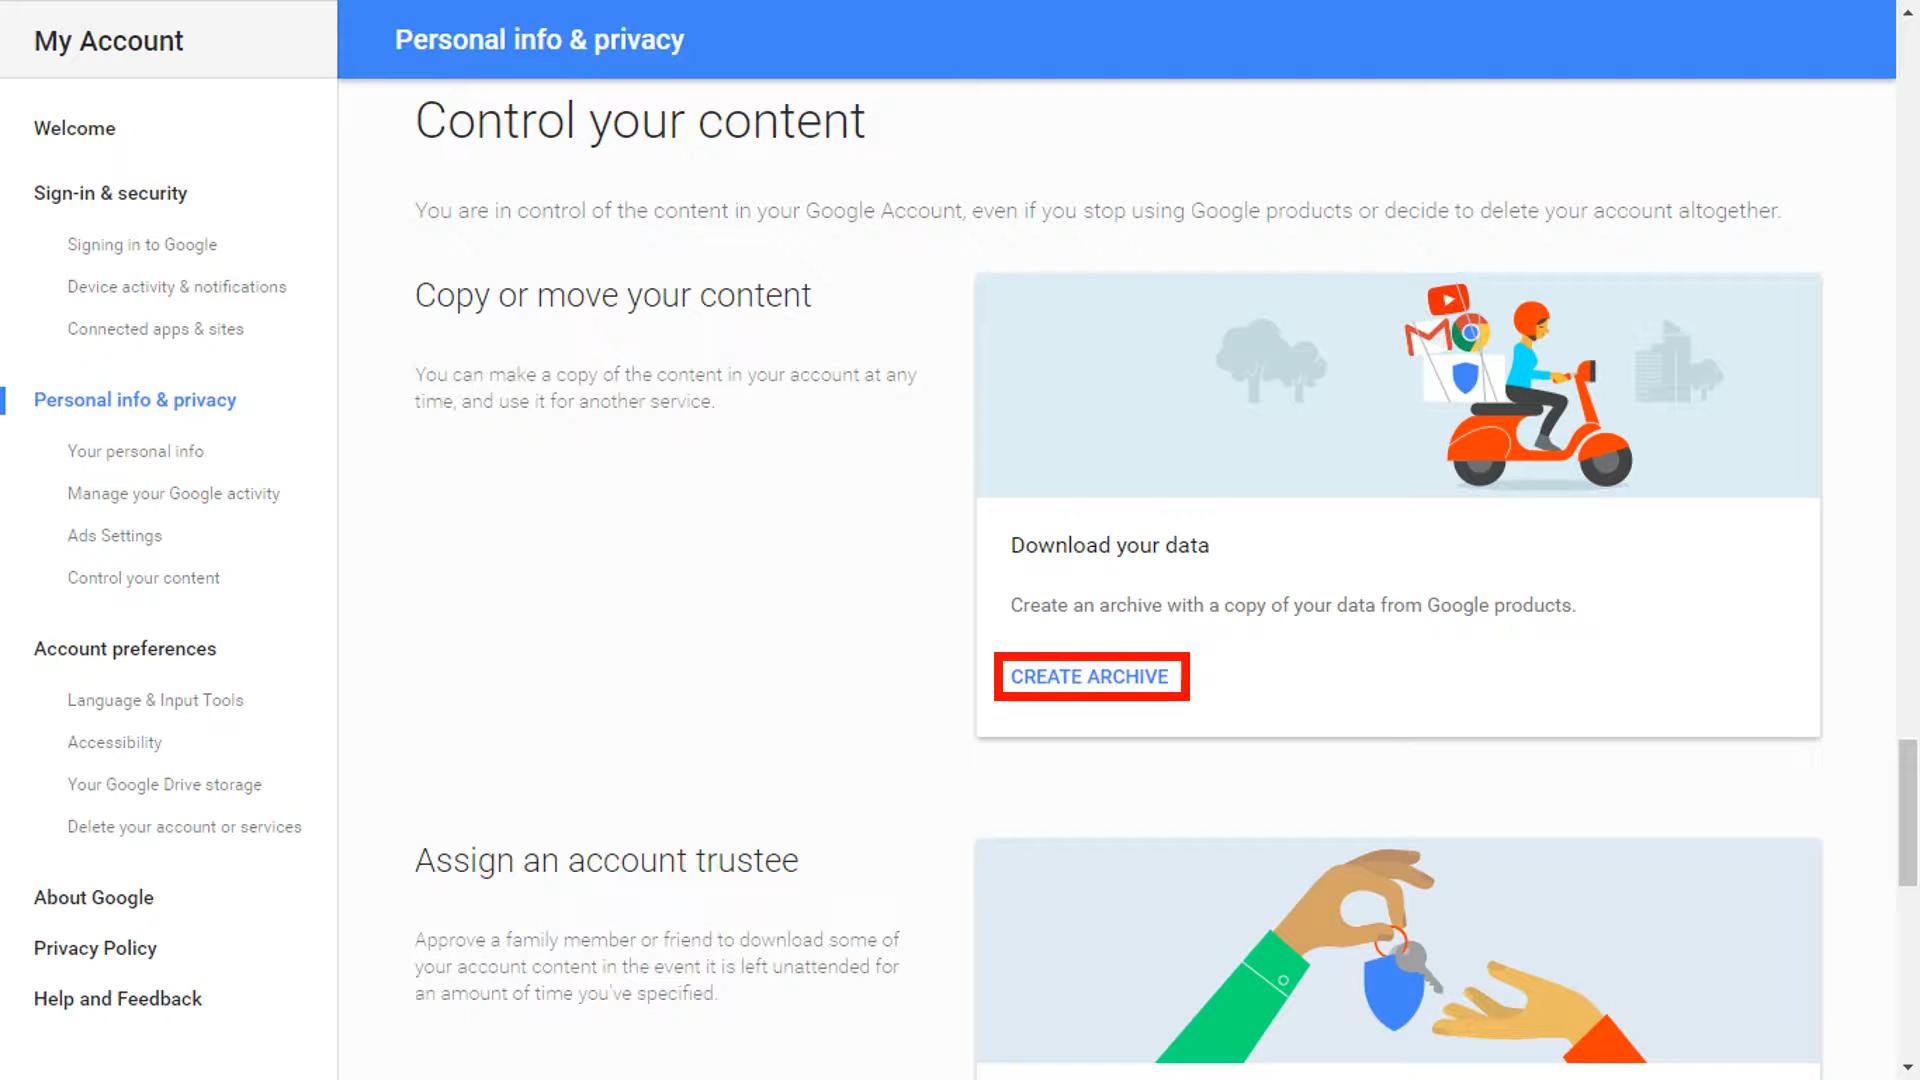 My Account
Personal info & privacy
Welcome
Sign-in & security
Signing in to Google
Device activity & notifications
Connected apps & sites
Personal info & privacy
Your personal info
Manage your Google activity
Ads Settings
Control your content
Account preferences
Language & Input Tools
Accessibility
Your Google Drive storage
Delete your account or services
About Google
Privacy Policy
Help and Feedback
Control your content
You are in control of the content in your Google Account, even if you stop using Google products or decide to delete your account altogether.
Copy or move your content
You can make a copy of the content in your account at any
time, and use it for another service.
Download your data
Create an archive with a copy of your data from Google products.
CREATE ARCHIVE
Assign an account trustee
Approve a family member or friend to download some of
your account content in the event it is left unattended for
an amount of time you've specified.